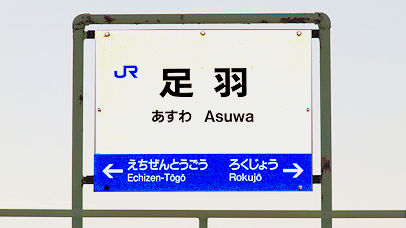 JR
足羽
あすわ Asuwa
えちぜんとうごう ろくじょう
Echizen-Tōgō Rokujō